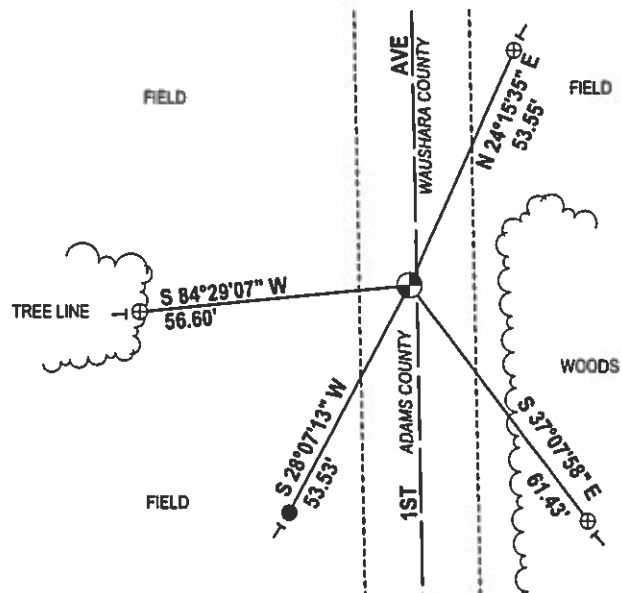 FIELD
AVE
WAUSHARA COUNTY
N 24°15'35" E
53.55'
FIELD
TREE LINE
S 84°29'07" W
56.60'
WOODS
S 28°07'13" W
53.53'
ADAMS COUNTY
1ST
S 37°07'58" E
61.43'
FIELD